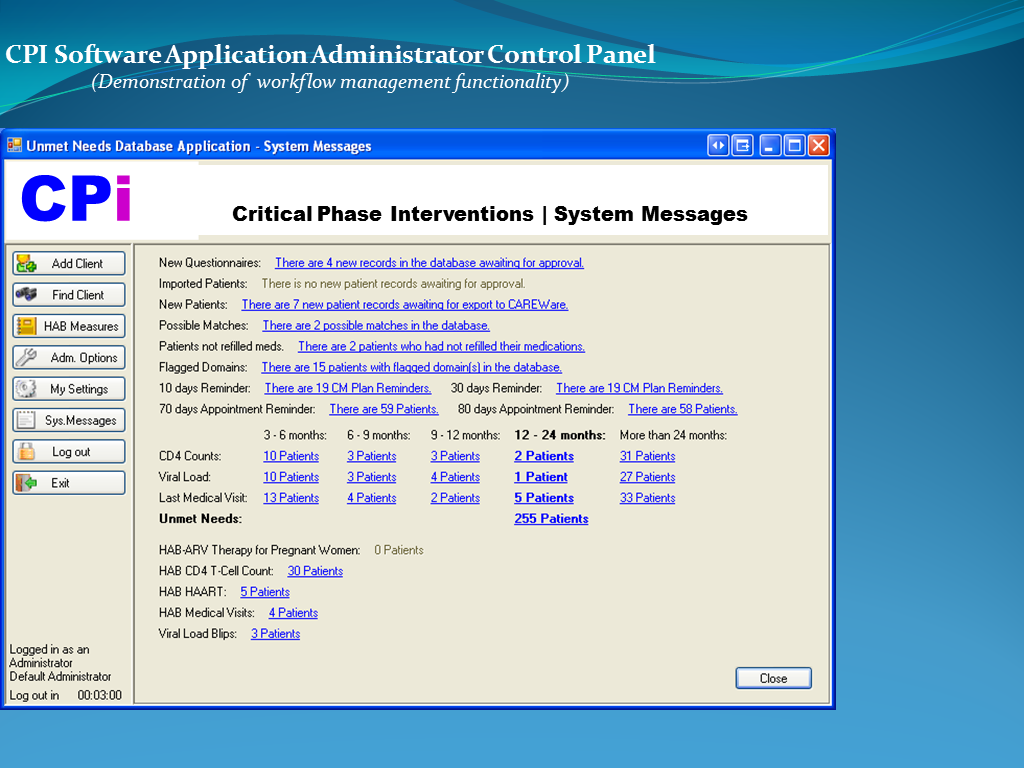 CPI Software Application Administrator Control Panel
(Demonstration of workflow management functionality)
Unmet Needs Database Application - System Messages
CPi
Critical Phase Interventions | System Messages
Add Client
Find Client
HAB Measures
Adm. Options
My Settings
Sys.Messages
Log out
Exit
New Questionnaires: There are 4 new records in the database awaiting for approval.
Imported Patients: There is no new patient records awaiting for approval.
New Patients: There are 7 new patient records awaiting for export to CAREWare.
Possible Matches: There are 2 possible matches in the database.
Patients not refilled meds. There are 2 patients who had not refilled their medications.
Flagged Domains: There are 15 patients with flagged domain(s) in the database.
10 days Reminder: There are 19 CM Plan Reminders. 30 days Reminder: There are 19 CM Plan Reminders.
70 days Appointment Reminder: There are 59 Patients. 80 days Appointment Reminder: There are 58 Patients.
3 - 6 months: 6 - 9 months: 9 - 12 months: 12 - 24 months: More than 24 months:
CD4 Counts: 10 Patients 3 Patients 3 Patients 2 Patients 31 Patients
Viral Load: 10 Patients 3 Patients 4 Patients 1 Patient 27 Patients
Last Medical Visit: 13 Patients 4 Patients 2 Patients 5 Patients 33 Patients
Unmet Needs: 255 Patients
HAB-ARV Therapy for Pregnant Women: 0 Patients
HAB CD4 T-Cell Count: 30 Patients
HAB HAART: 5 Patients
HAB Medical Visits: 4 Patients
Viral Load Blips: 3 Patients
Logged in as an
Administrator
Default Administrator
Log out in 00:03:00
Close